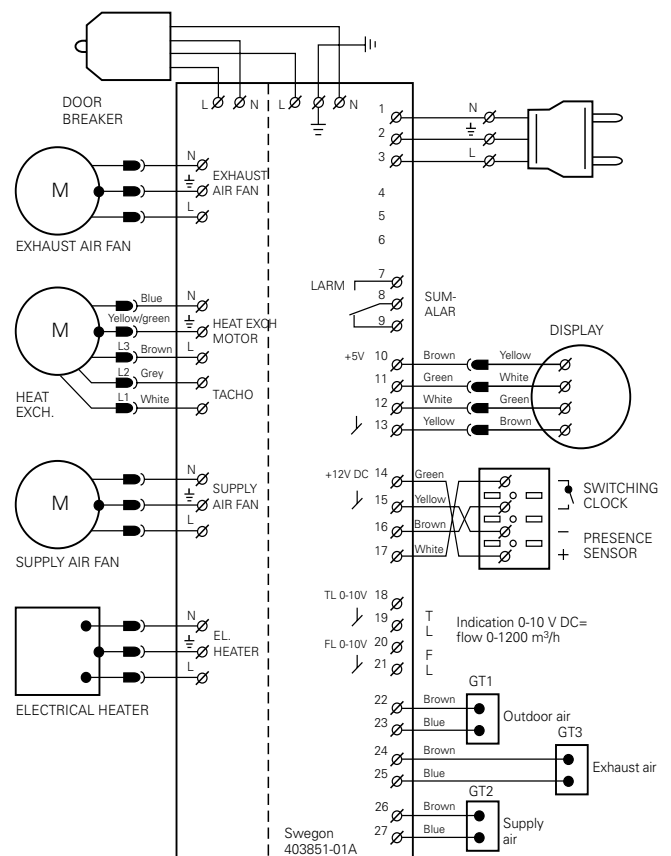 DOOR
BREAKER
L N L N
N
EXHAUST
AIR FAN
L
M
EXHAUST AIR FAN
Blue N
Yellow/green
HEAT EXCH
MOTOR
L3 Brown L
L2 Grey
TACHO
L1 White
M
HEAT
EXCH.
N
SUPPLY
AIR FAN
L
M
SUPPLY AIR FAN
N
EL.
HEATER
L
ELECTRICAL HEATER
Swegon
403851-01A
1 N
2
3 L
4
5
6
7
LARM
8
SUM-
ALAR
9
DISPLAY
+5V 10 Brown Yellow
11 Green White
12 White Green
13 Yellow Brown
+12V DC 14 Green
15 Yellow
16 Brown
17 White
SWITCHING
CLOCK
–
PRESENCE
+
SENSOR
TL 0-10V 18
19
T
L
FL 0-10V 20
21
F
L
Indication 0-10 V DC=
flow 0-1200 m³/h
GT1
22 Brown
23 Blue
Outdoor air
GT3
24 Brown
25 Blue
Exhaust air
GT2
26 Brown
27 Blue
Supply
air